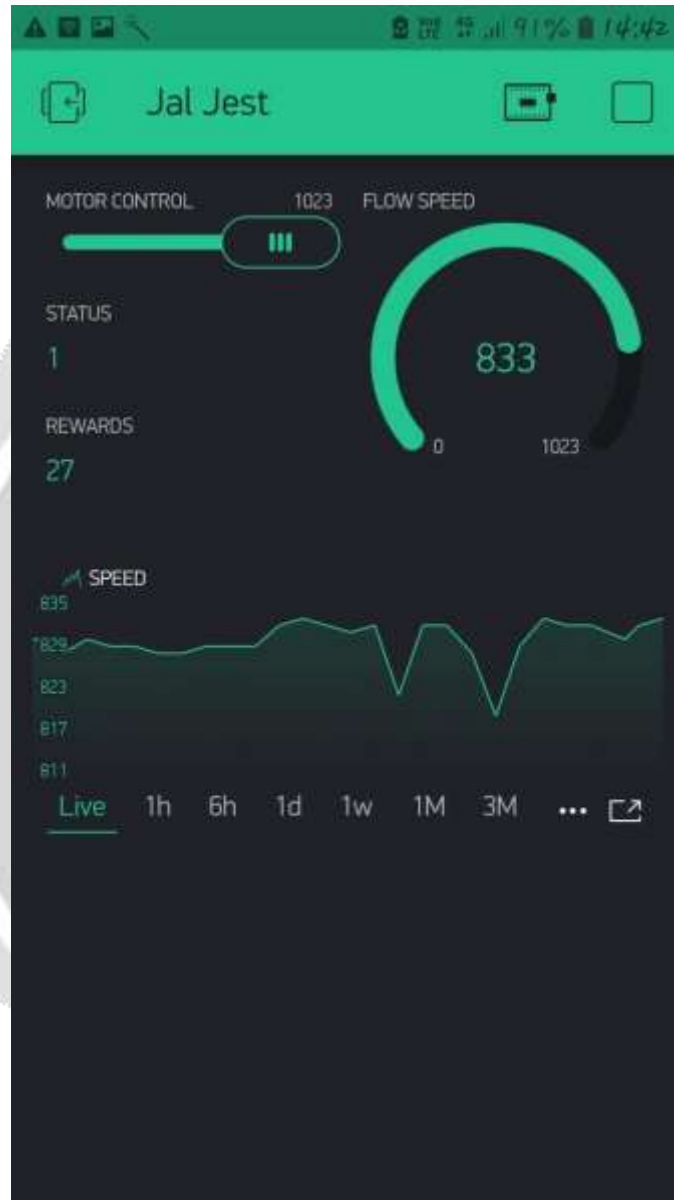 91% 14:42
Jal Jest
MOTOR CONTROL 1023 FLOW SPEED
STATUS
1
833
REWARDS
0 1023
27
SPEED
835
829
823
817
811
Live 1h 6h 1d 1w 1M 3M ...